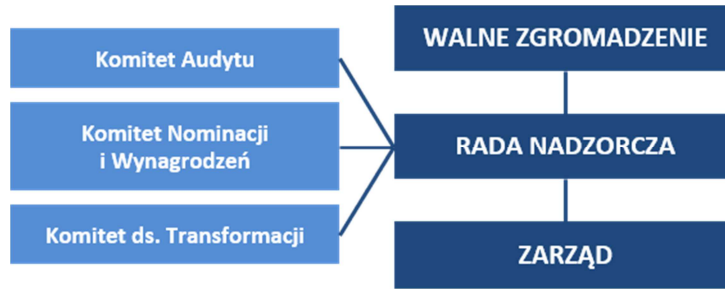 Komitet Audytu
Komitet Nominacji
i Wynagrodzeń
Komitet ds. Transformacji
WALNE ZGROMADZENIE
RADA NADZORCZA
ZARZĄD